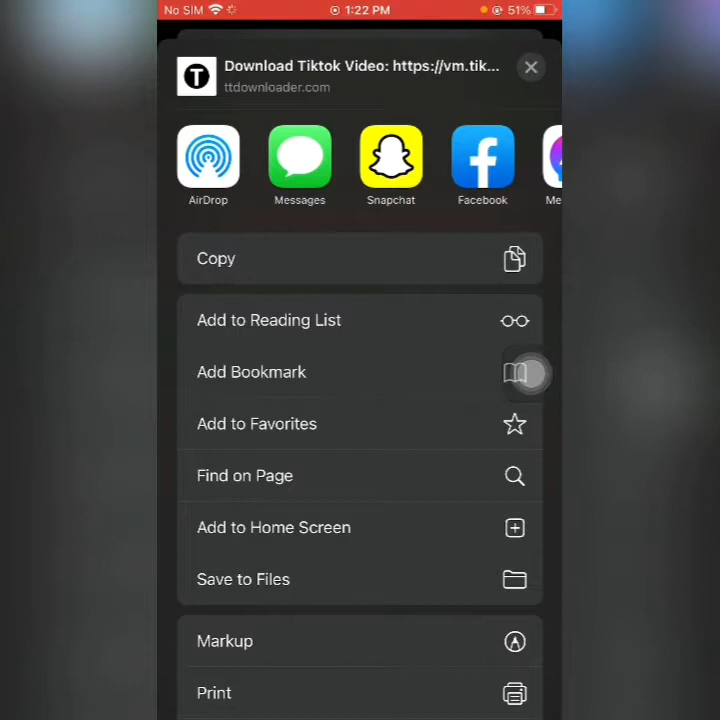 No SIM 1:22 PM 51%
Download Tiktok Video: https://vm.tik...
ttdownloader.com
T
AirDrop Messages Snapchat Facebook Me
Copy
Add to Reading List
Add Bookmark
Add to Favorites
Find on Page
Add to Home Screen
Save to Files
Markup
Print